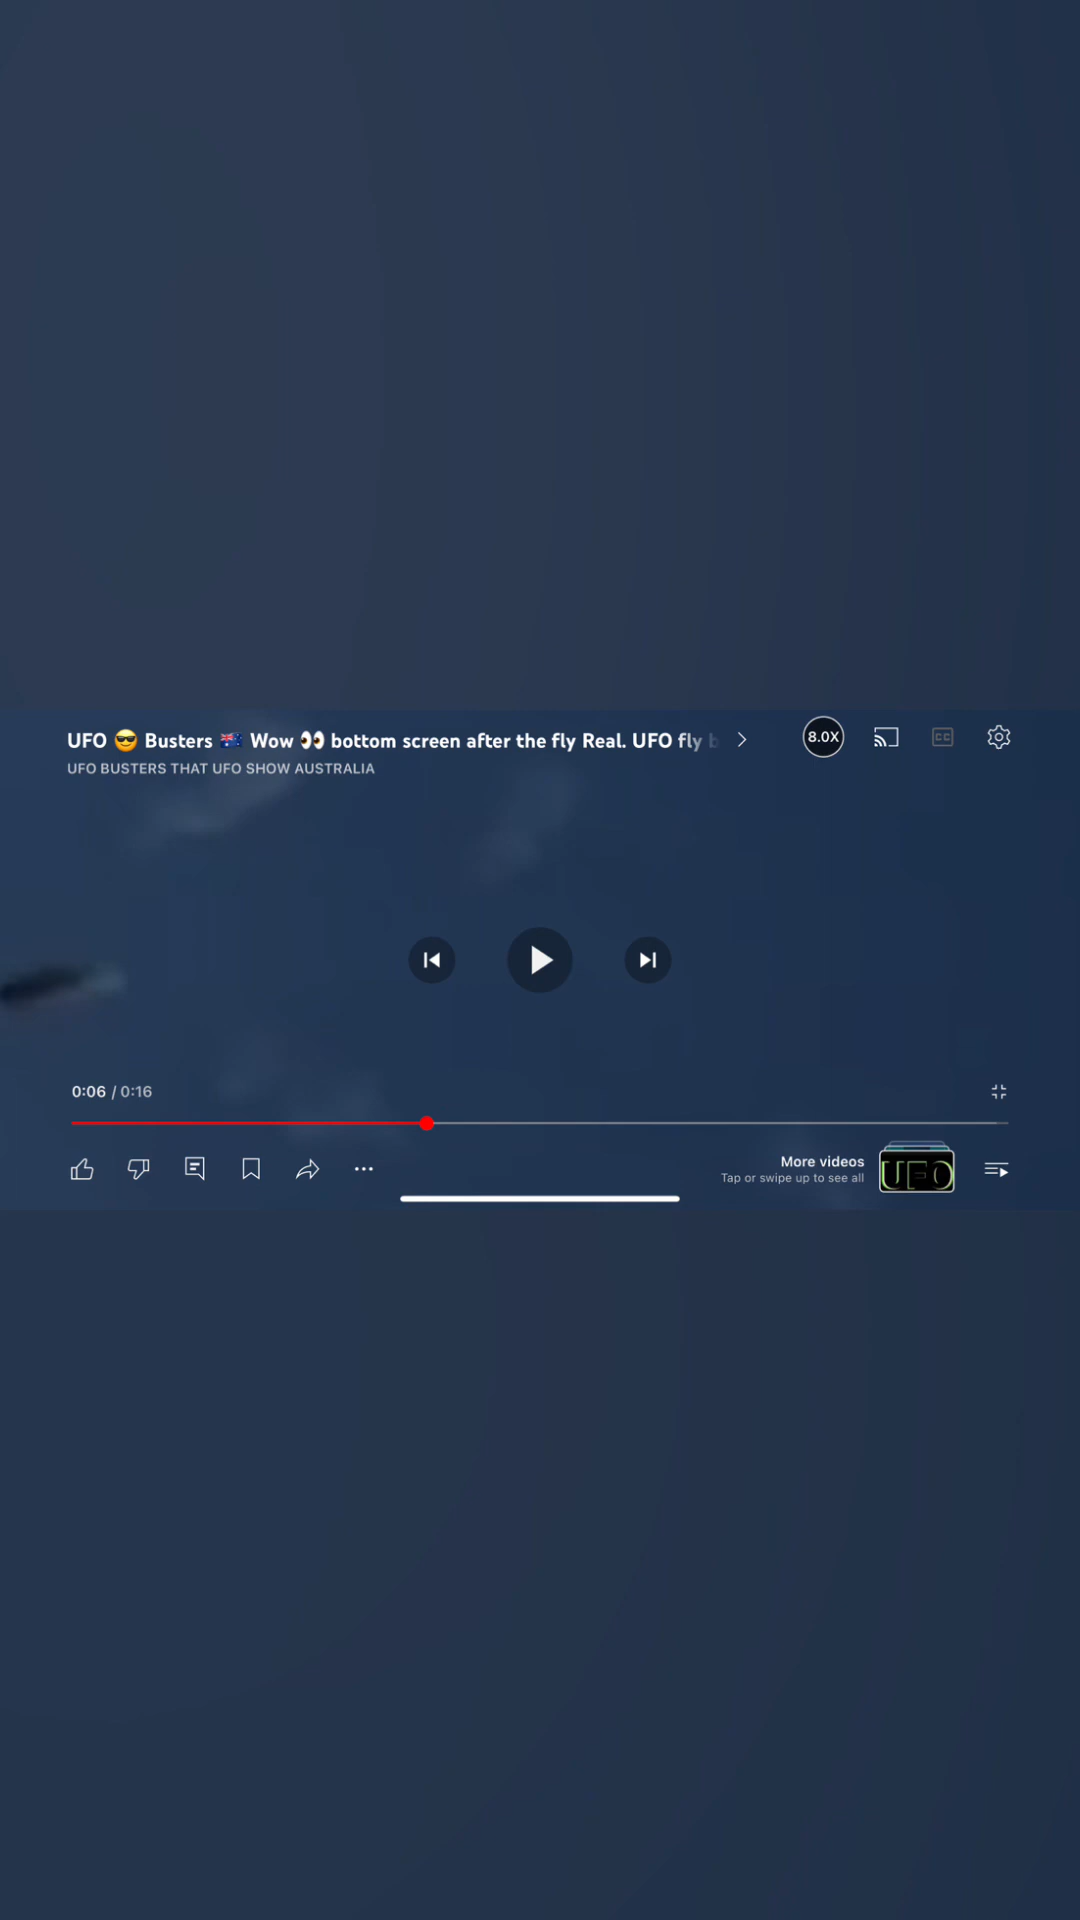 UFO 😎 Busters 🇦🇺 Wow 👀 bottom screen after the fly Real. UFO fly b
UFO BUSTERS THAT UFO SHOW AUSTRALIA
8.0X
CC
0:06 / 0:16
More videos
Tap or swipe up to see all
UFO